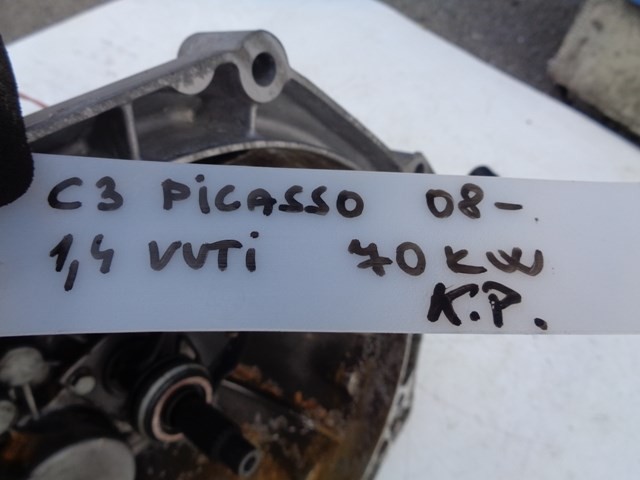 C3 PiCASSO 08-.
1,4 VVTi 70 KW
K.P.